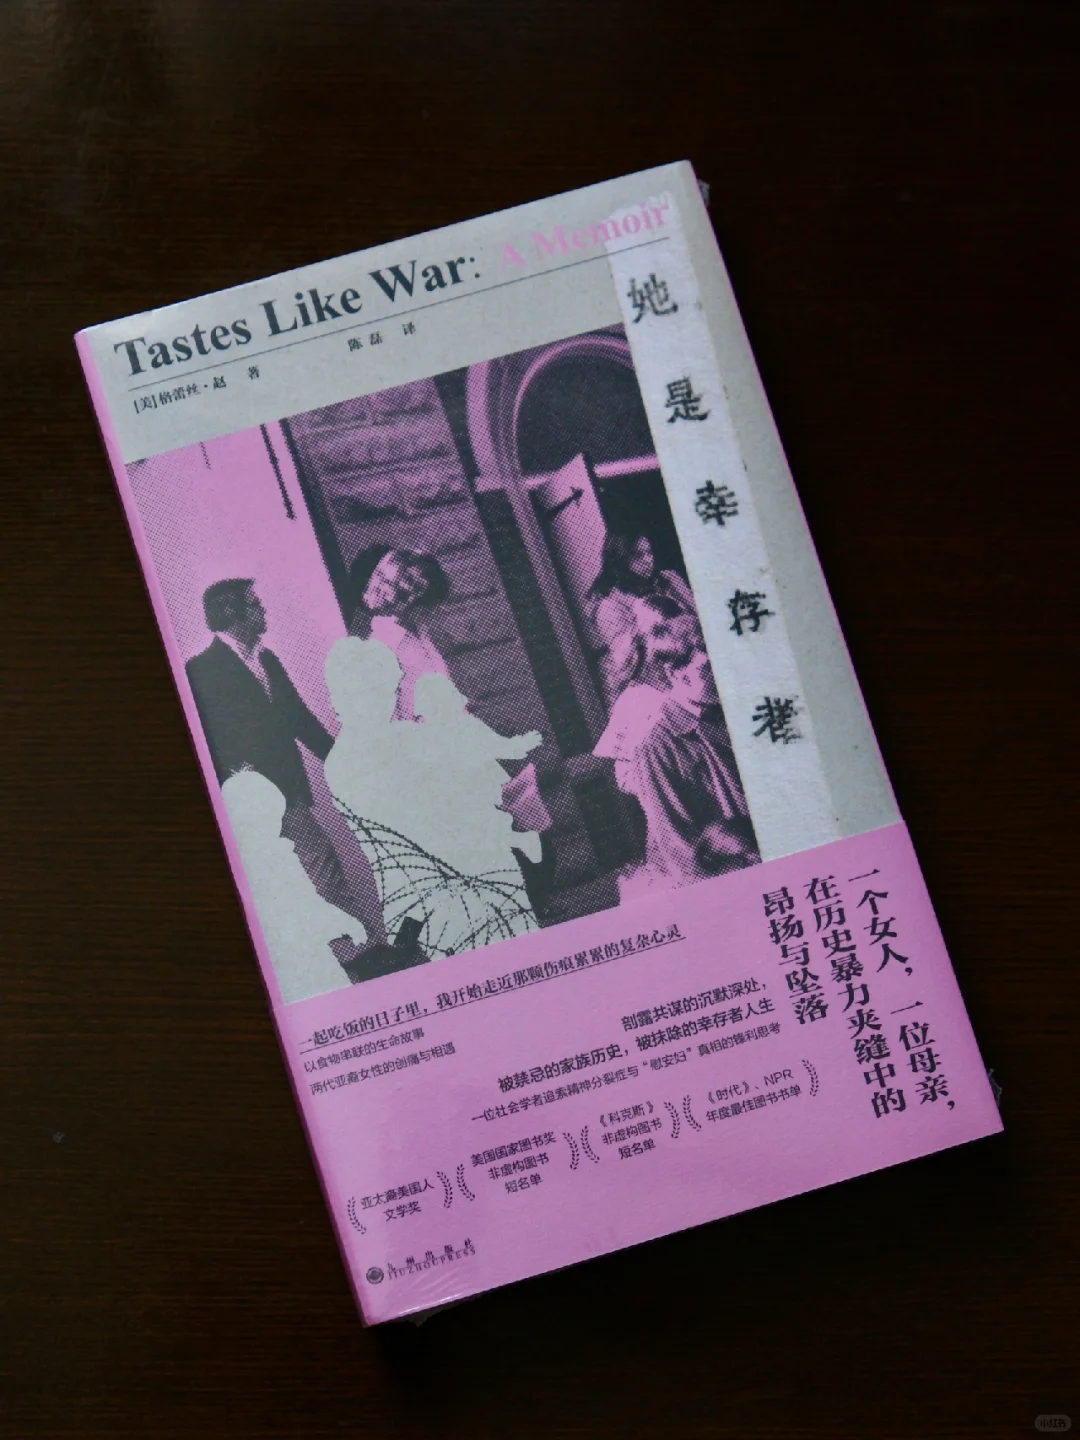 Tastes Like War: A Memoir
[美]格蕾丝·赵 著
陈磊 译
她是幸存者
一个女人，一位母亲，
在历史暴力夹缝中的
昂扬与坠落
一起吃饭的日子里，我开始走近那颗伤痕累累的复杂心灵
以食物串联的生命故事
两代亚裔女性的创痛与相遇
剖露共谋的沉默深处，
被禁忌的家族历史，被抹除的幸存者人生
一位社会学者追索精神分裂症与“慰安妇”真相的锋利思考
亚太裔美国人
文学奖
美国国家图书奖
非虚构图书
短名单
《科克斯》
非虚构图书
短名单
《时代》、NPR
年度最佳图书书单
九州出版社
JIUZHOUPRESS
小红书